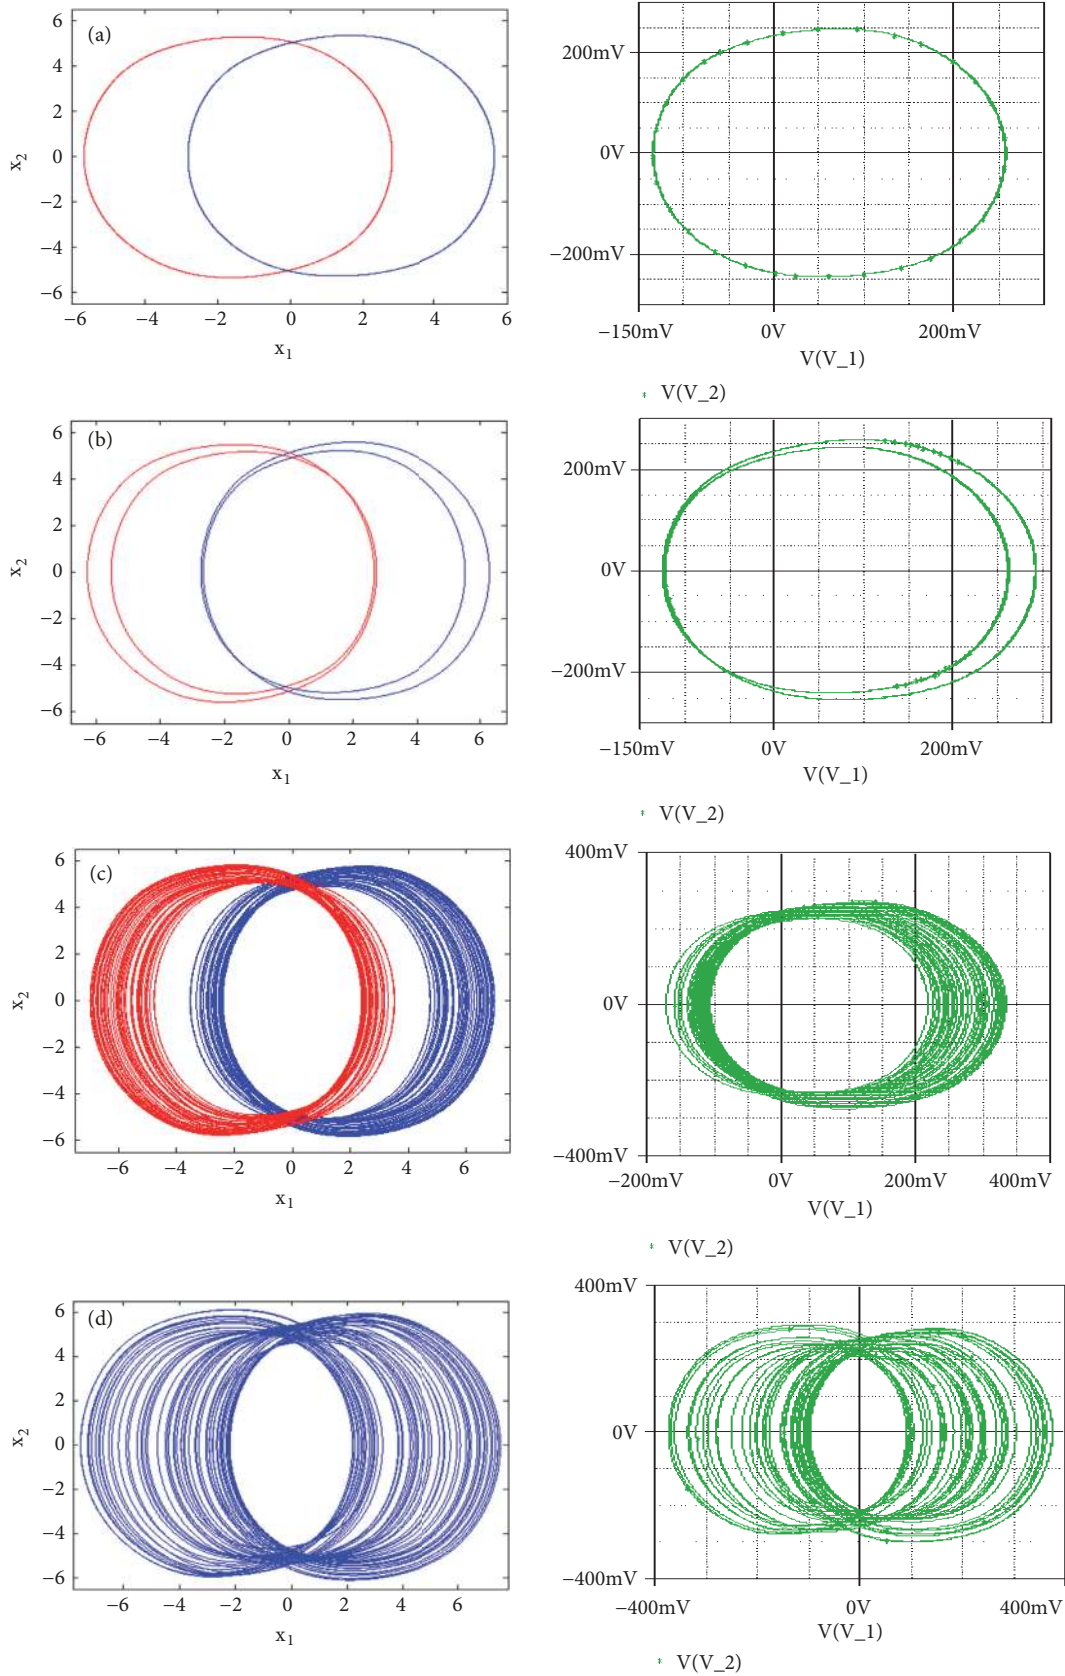 (a)
6
4
2
0
−2
−4
−6
x2
−6 −4 −2 0 2 4 6
x1
200mV
0V
−200mV
−150mV 0V 200mV
V(V_1)
V(V_2)
(b)
6
4
2
0
−2
−4
−6
x2
−6 −4 −2 0 2 4 6
x1
200mV
0V
−200mV
−150mV 0V 200mV
V(V_1)
V(V_2)
(c)
6
4
2
0
−2
−4
−6
x2
−6 −4 −2 0 2 4 6
x1
400mV
0V
−400mV
−200mV 0V 200mV 400mV
V(V_1)
V(V_2)
(d)
6
4
2
0
−2
−4
−6
x2
−6 −4 −2 0 2 4 6
x1
400mV
0V
−400mV
−400mV 0V 400mV
V(V_1)
V(V_2)